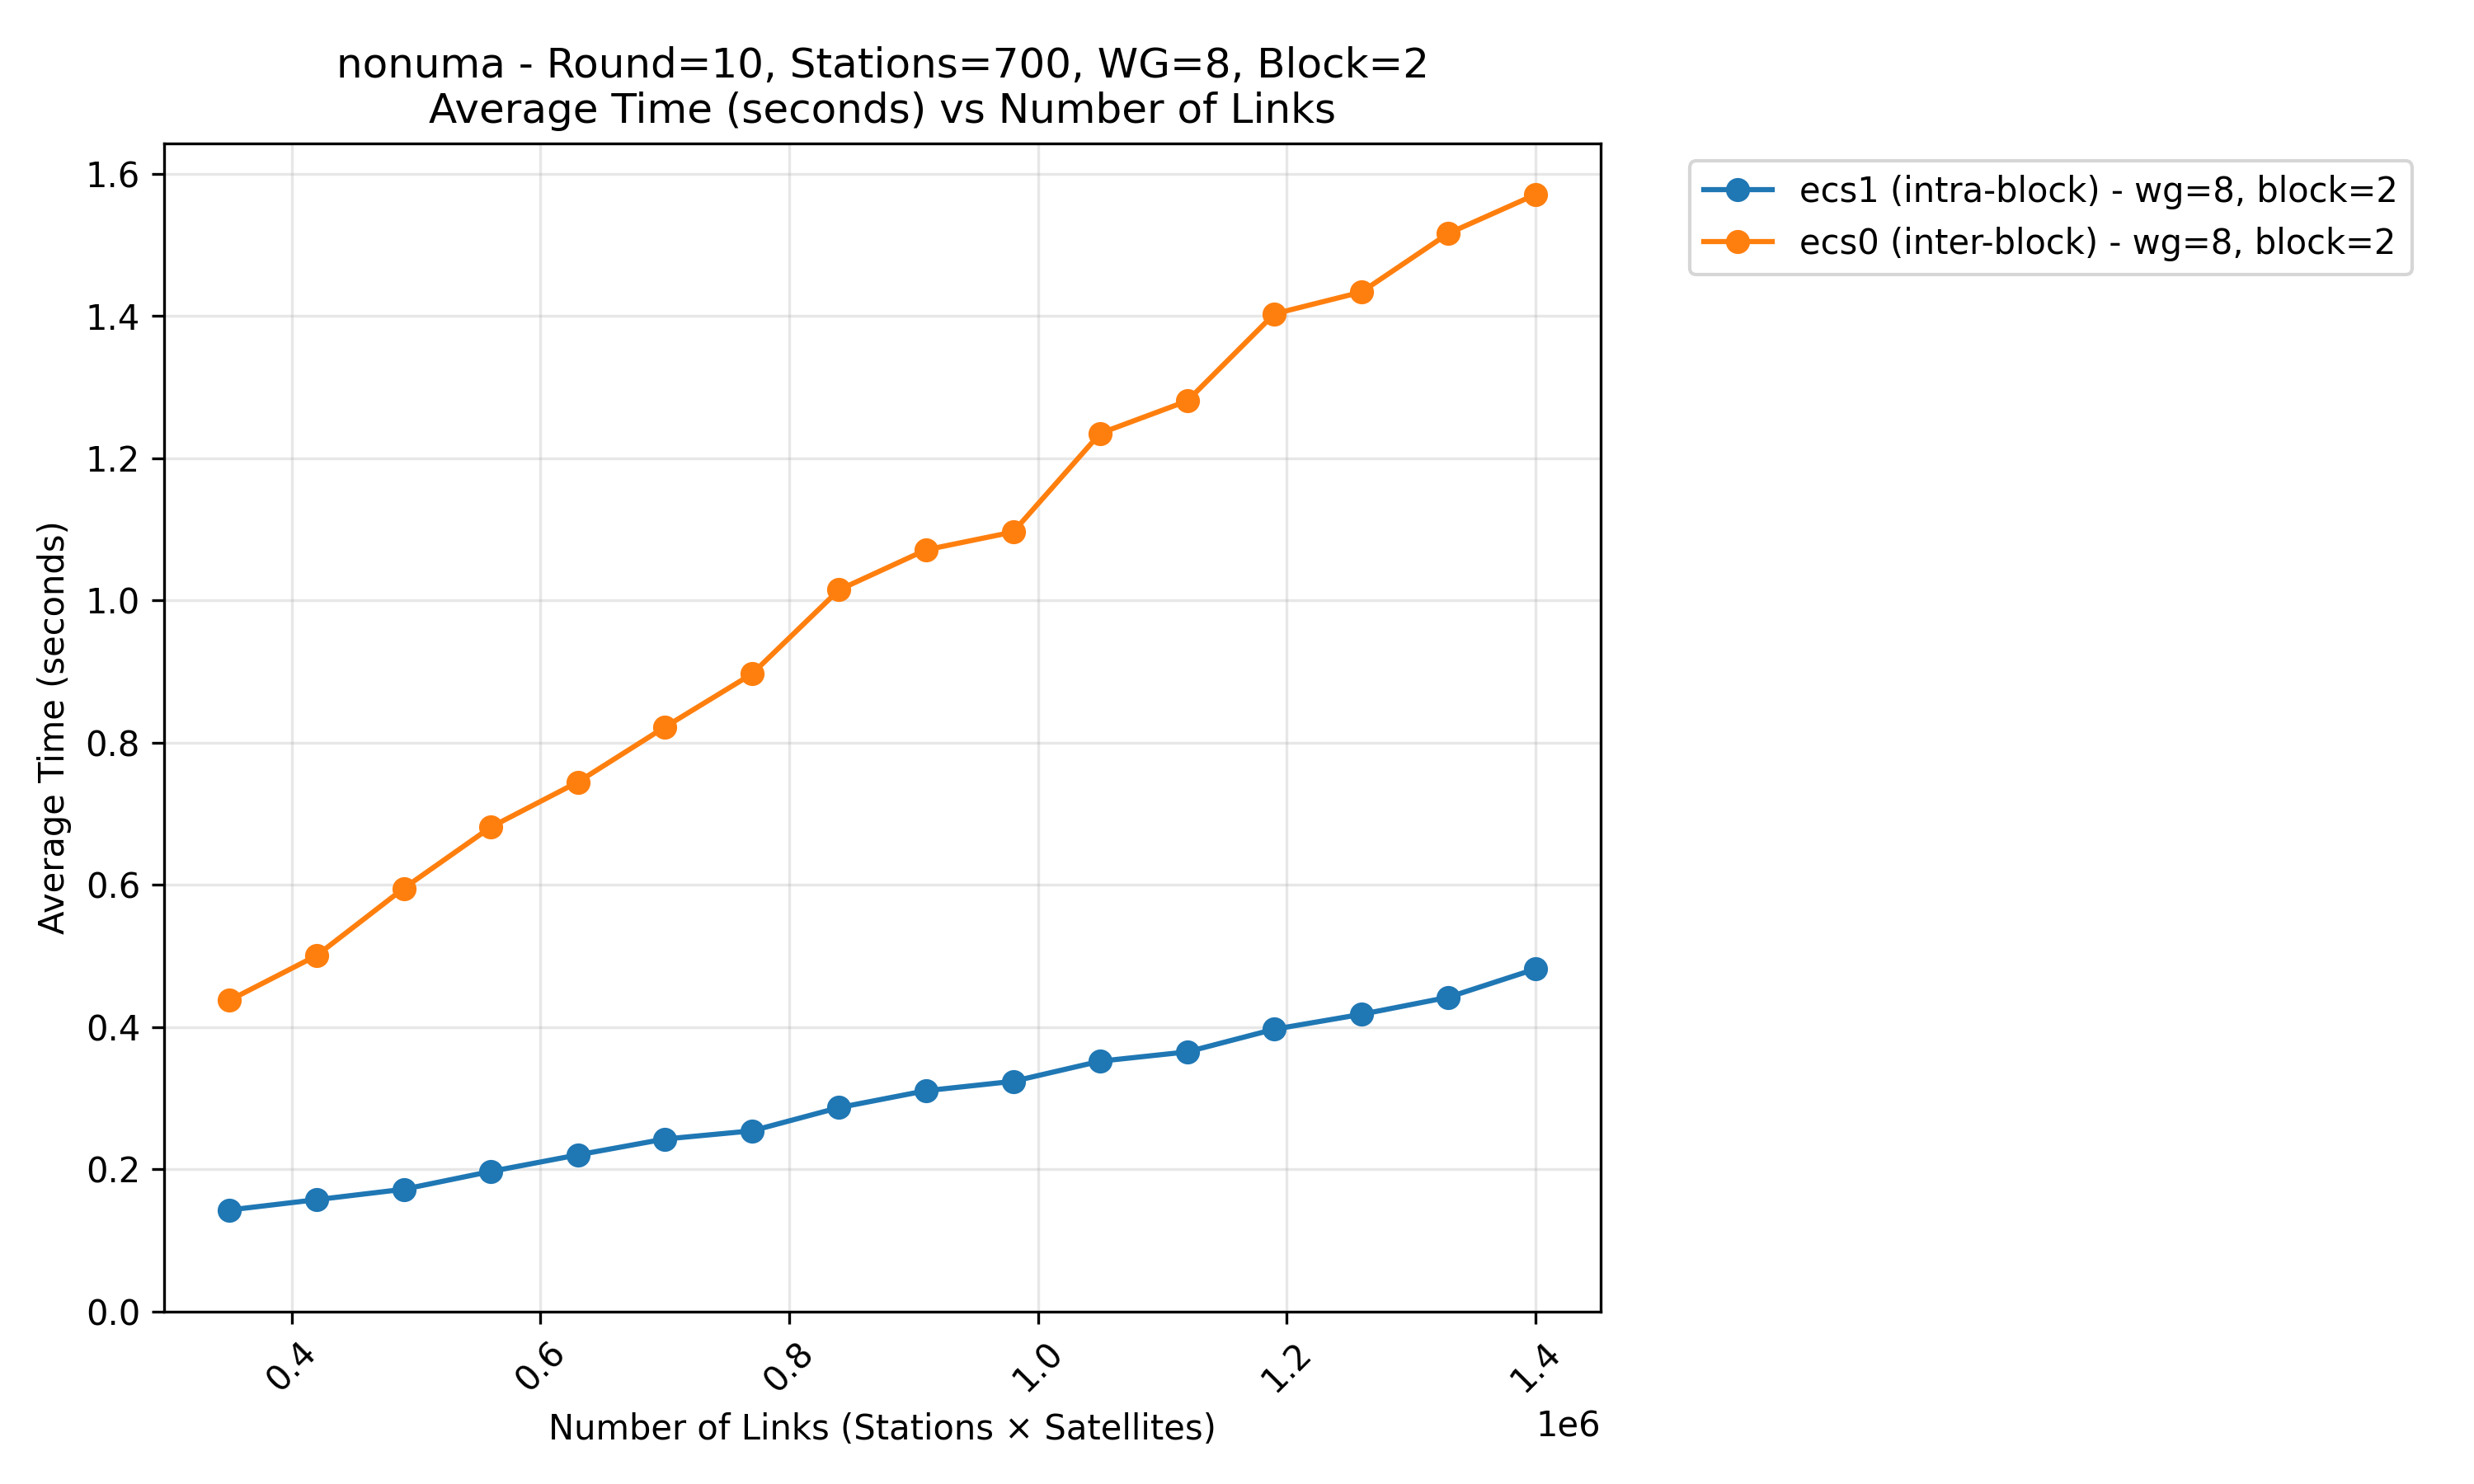 nonuma - Round=10, Stations=700, WG=8, Block=2
Average Time (seconds) vs Number of Links
ecs1 (intra-block) - wg=8, block=2
ecs0 (inter-block) - wg=8, block=2
Average Time (seconds)
1.6
1.4
1.2
1.0
0.8
0.6
0.4
0.2
0.0
0.4
0.6
0.8
1.0
1.2
1.4
1e6
Number of Links (Stations × Satellites)